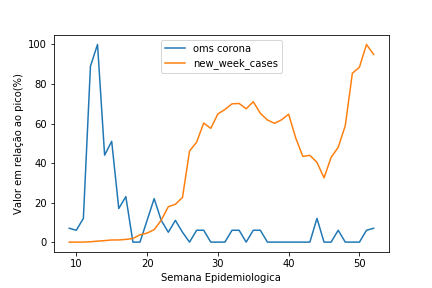 oms corona
new_week_cases
Valor em relação ao pico(%)
100
80
60
40
20
0
10
20
30
40
50
Semana Epidemiologica